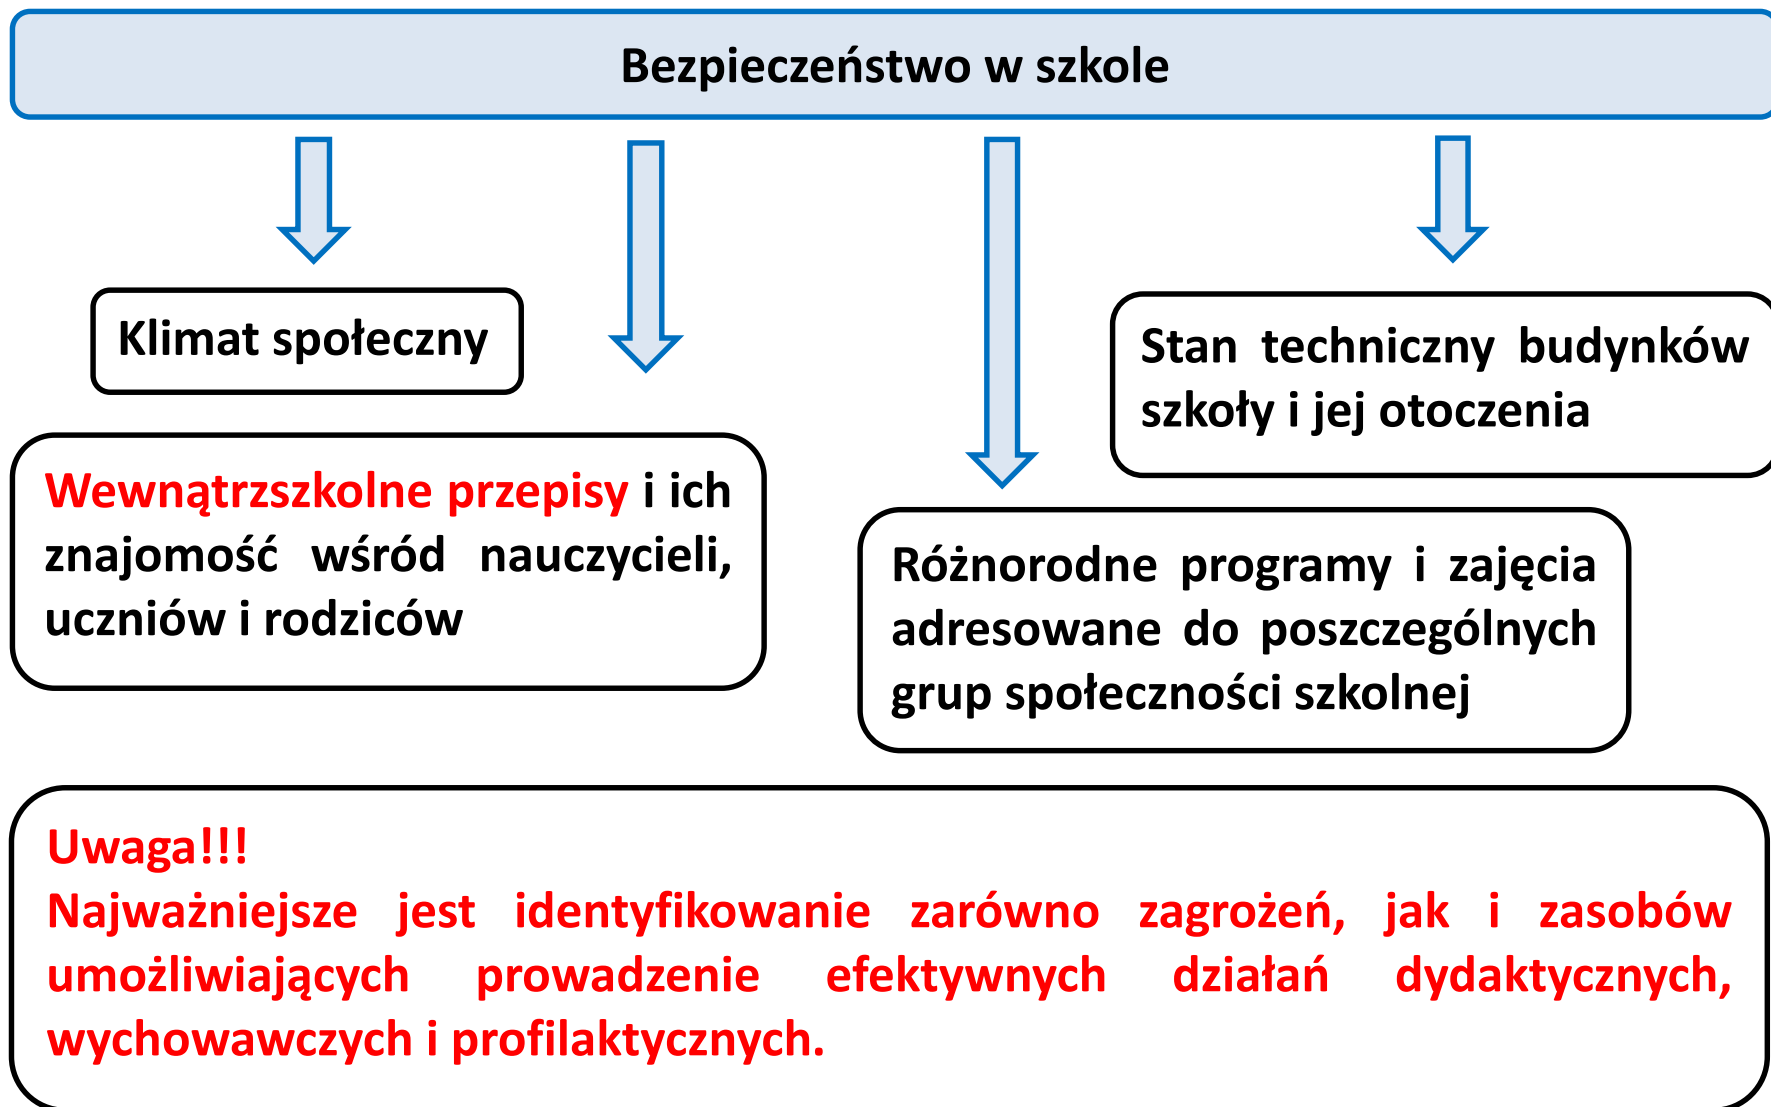 Bezpieczeństwo w szkole
Klimat społeczny
Stan techniczny budynków
szkoły i jej otoczenia
Wewnątrzszkolne przepisy i ich
znajomość wśród nauczycieli,
uczniów i rodziców
Różnorodne programy i zajęcia
adresowane do poszczególnych
grup społeczności szkolnej
Uwaga!!!
Najważniejsze jest identyfikowanie zarówno zagrożeń, jak i zasobów
umożliwiających prowadzenie efektywnych działań dydaktycznych,
wychowawczych i profilaktycznych.